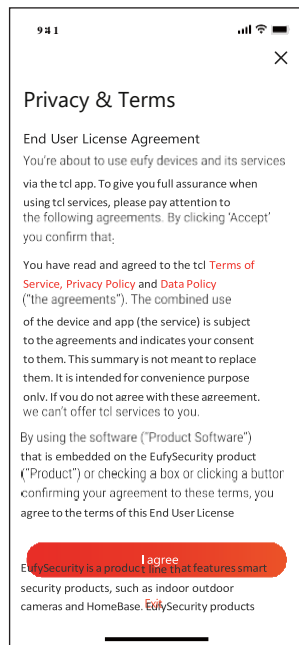 9:41
Privacy & Terms
End User License Agreement
You're about to use eufy devices and its services
via the tcl app. To give you full assurance when
using tcl services, please pay attention to
the following agreements. By clicking 'Accept'
you confirm that:
You have read and agreed to the tcl Terms of
Service, Privacy Policy and Data Policy
("the agreements"). The combined use
of the device and app (the service) is subject
to the agreements and indicates your consent
to them. This summary is not meant to replace
them. It is intended for convenience purpose
only. If you do not agree with these agreement,
we can't offer tcl services to you.
By using the software ("Product Software")
that is embedded on the EufySecurity product
("Product") or checking a box or clicking a button
confirming your agreement to these terms, you
agree to the terms of this End User License
I agree
EufySecurity is a product line that features smart
security products, such as indoor outdoor
cameras and HomeBase. EufySecurity products
Exit